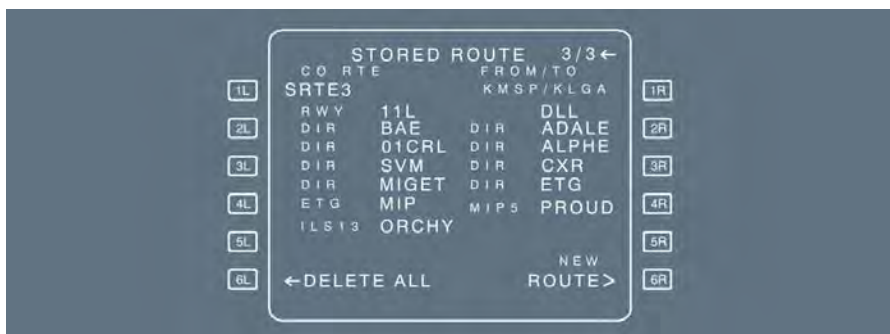 STORED ROUTE 3/3←
CO RTE FROM/TO
1L SRTE3 KMSP/KLGA 1R
RWY 11L DLL
2L DIR BAE DIR ADALE 2R
DIR 01CRL DIR ALPHE
3L DIR SVM DIR CXR 3R
DIR MIGET DIR ETG
4L ETG MIP MIP5 PROUD 4R
ILS13 ORCHY
5L 5R
NEW
6L ←DELETE ALL ROUTE> 6R